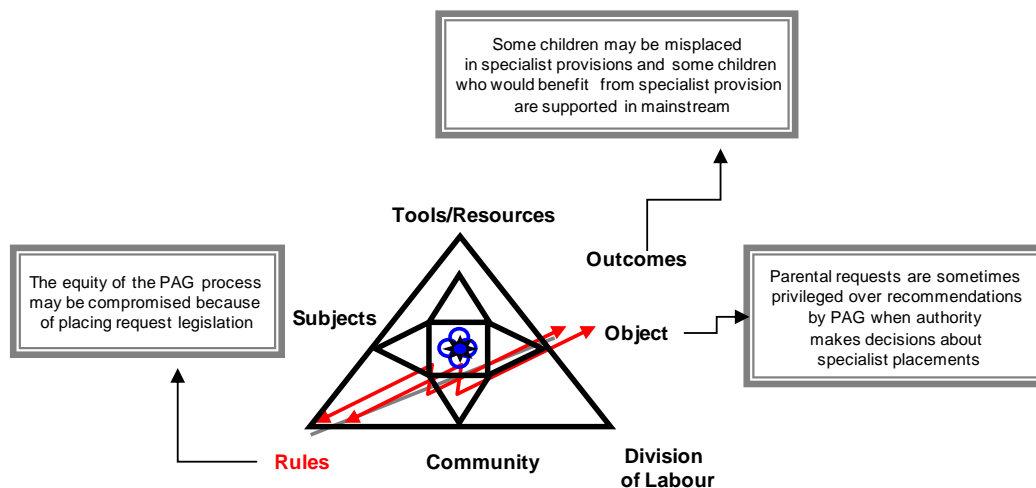 Some children may be misplaced
in specialist provisions and some children
who would benefit from specialist provision
are supported in mainstream
Tools/Resources
Outcomes
The equity of the PAG process
may be compromised because
of placing request legislation
Subjects
Object
Parental requests are sometimes
privileged over recommendations
by PAG when authority
makes decisions about
specialist placements
Rules
Community
Division
of Labour